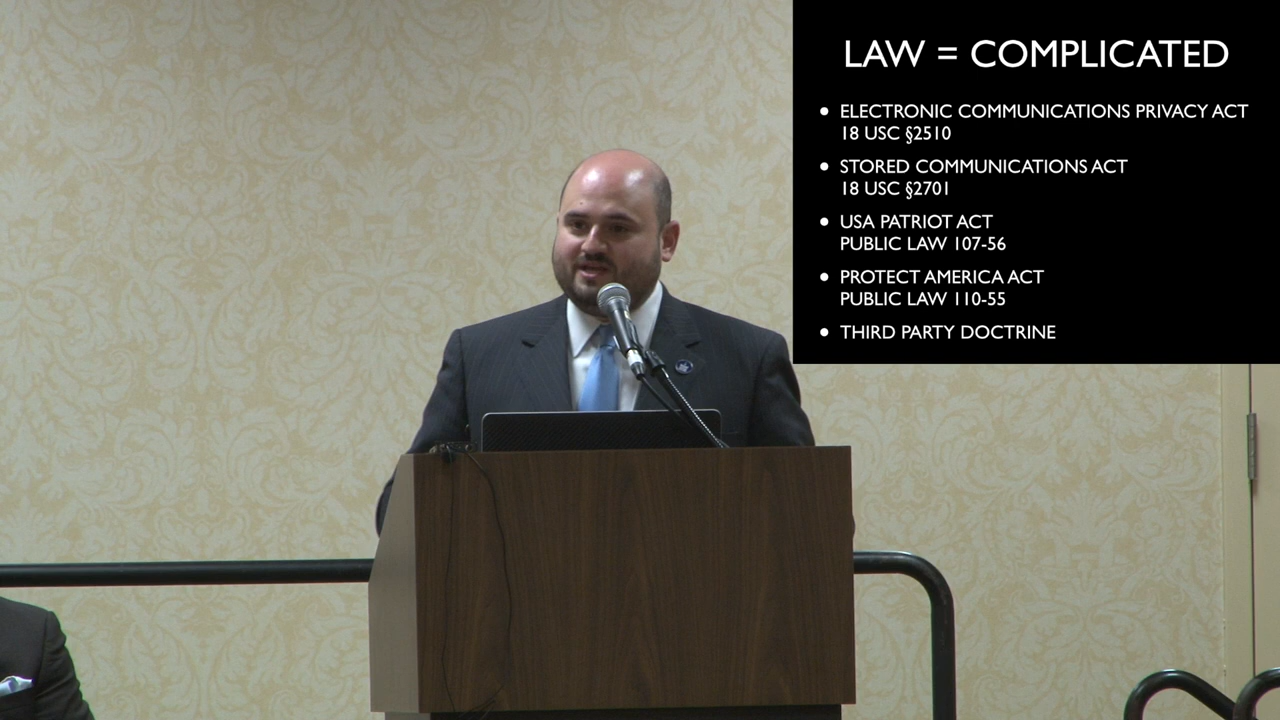 LAW = COMPLICATED
• ELECTRONIC COMMUNICATIONS PRIVACY ACT
18 USC §2510
• STORED COMMUNICATIONS ACT
18 USC §2701
• USA PATRIOT ACT
PUBLIC LAW 107-56
• PROTECT AMERICA ACT
PUBLIC LAW 110-55
• THIRD PARTY DOCTRINE